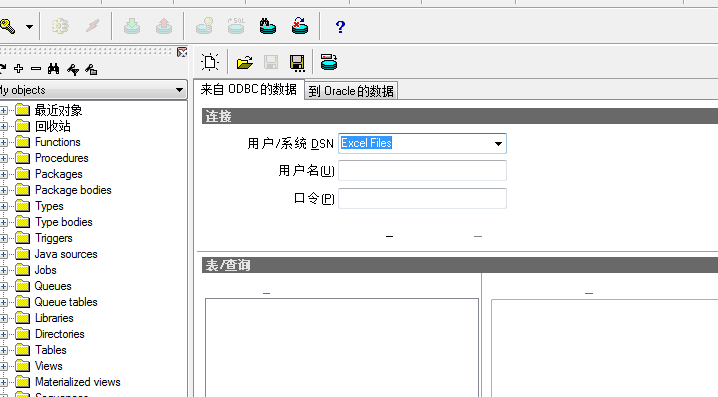 SQL
?
My objects
最近对象
回收站
Functions
Procedures
Packages
Package bodies
Types
Type bodies
Triggers
Java sources
Jobs
Queues
Queue tables
Libraries
Directories
Tables
Views
Materialized views
来自 ODBC 的数据
到 Oracle 的数据
连接
用户/系统 DSN
Excel Files
用户名(U)
口令(P)
表/查询